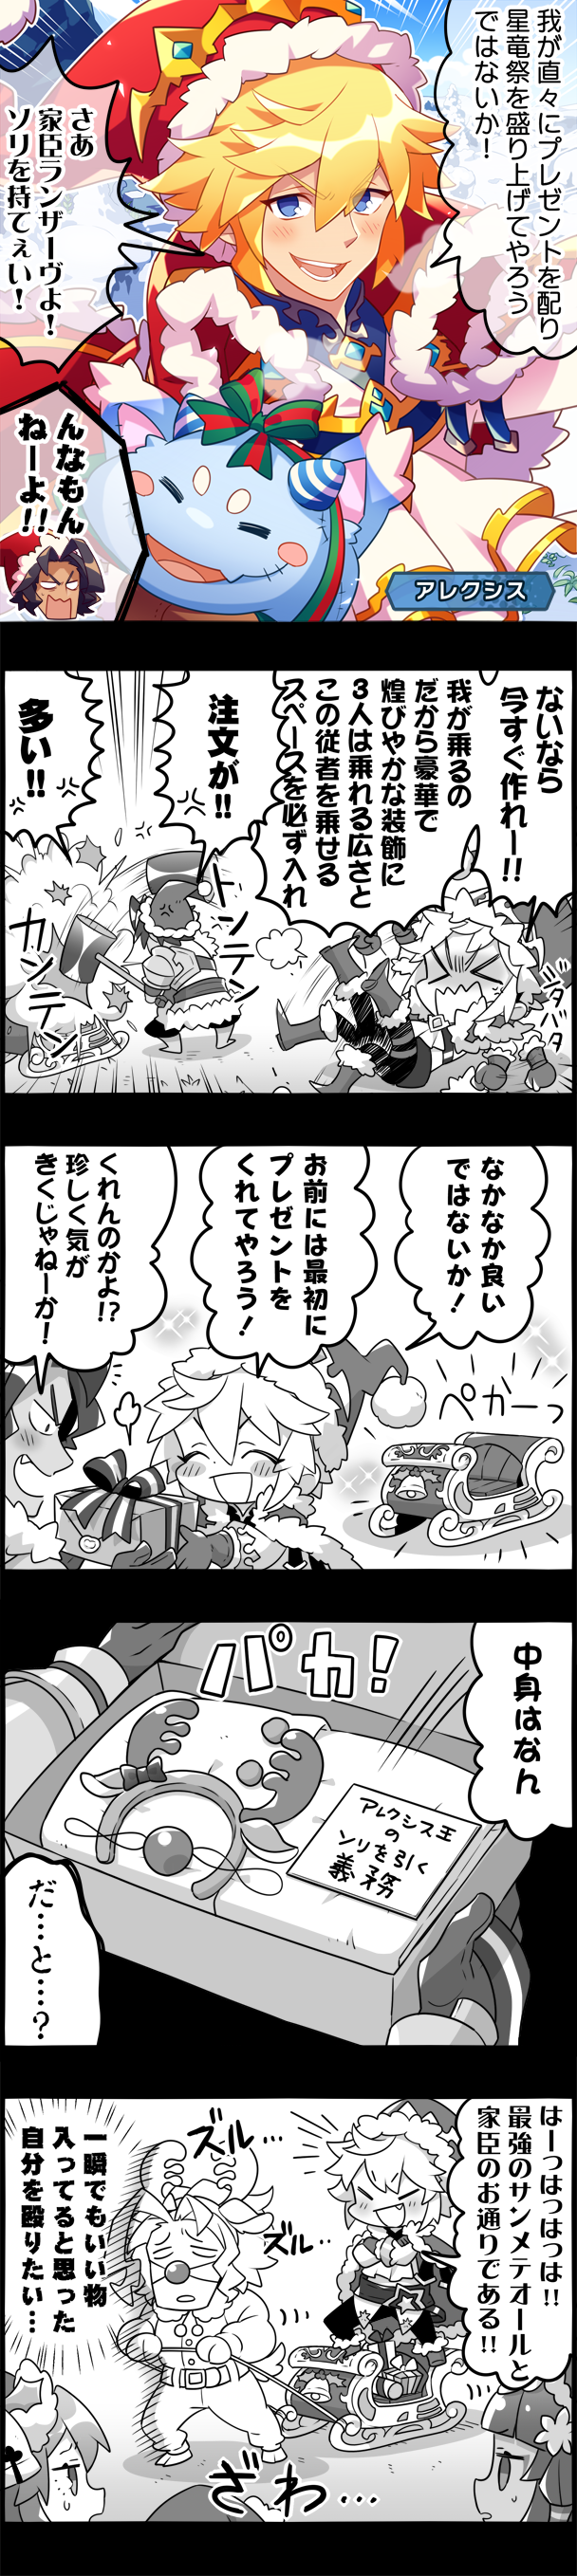 我が直々にプレゼントを配り
星竜祭を盛り上げてやろう
ではないか！
さあ
家臣ランザーヴよ！
ソリを持てぇい！
んなもん
ねーよ!!
アレクシス
ないなら
今すぐ作れー!!
我が乗るの
だから豪華で
煌びやかな装飾に
3人は乗れる広さと
この従者を乗せる
スペースを必ず入れ
注文が!!
多い!!
ジタバタ
トンテン
カンテン
なかなか良い
ではないか！
お前には最初に
プレゼントを
くれてやろう！
くれんのかよ!?
珍しく気が
きくじゃねーか！
ペカーっ
中身はなん
パカ！
アレクシス王
の
ソリを引く
義務
だ…と…？
はーっはっはっは!!
最強のサンメテオールと
家臣のお通りである!!
ズル…
ズル…
一瞬でもいい物
入ってると思った
自分を殴りたい…
ざわ…